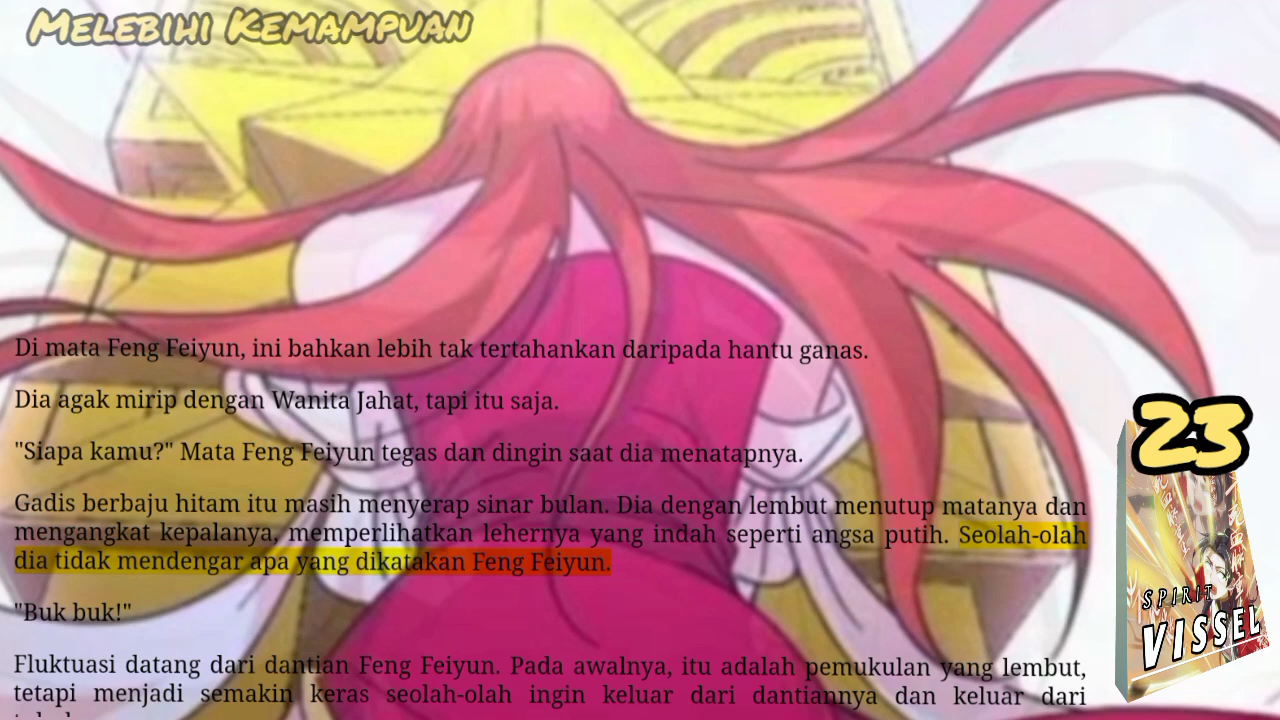 Melebihi Kemampuan
Di mata Feng Feiyun, ini bahkan lebih tak tertahankan daripada hantu ganas.
Dia agak mirip dengan Wanita Jahat, tapi itu saja.
"Siapa kamu?" Mata Feng Feiyun tegas dan dingin saat dia menatapnya.
Gadis berbaju hitam itu masih menyerap sinar bulan. Dia dengan lembut menutup matanya dan
mengangkat kepalanya, memperlihatkan lehernya yang indah seperti angsa putih. Seolah-olah
dia tidak mendengar apa yang dikatakan Feng Feiyun.
"Buk buk!"
Fluktuasi datang dari dantian Feng Feiyun. Pada awalnya, itu adalah pemukulan yang lembut,
tetapi menjadi semakin keras seolah-olah ingin keluar dari dantiannya dan keluar dari
23
SPIRIT
VISSEL